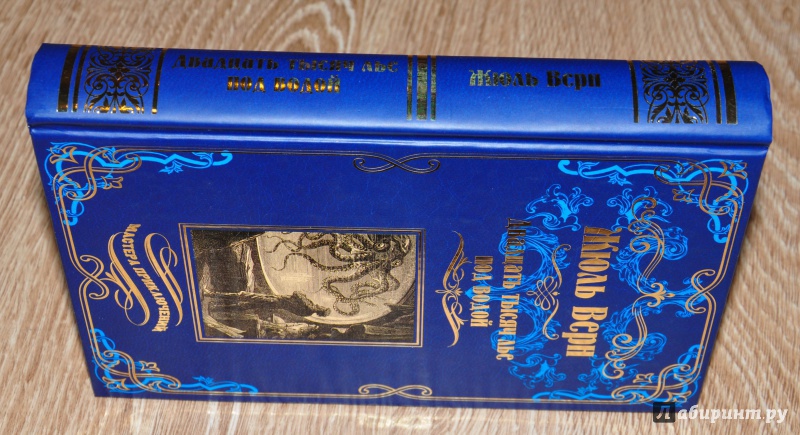 Двадцать тысяч лье
под водой
Жюль Верн
Жюль Верн
Двадцать тысяч лье
под водой
Мастера приключений
Лабиринт.ру